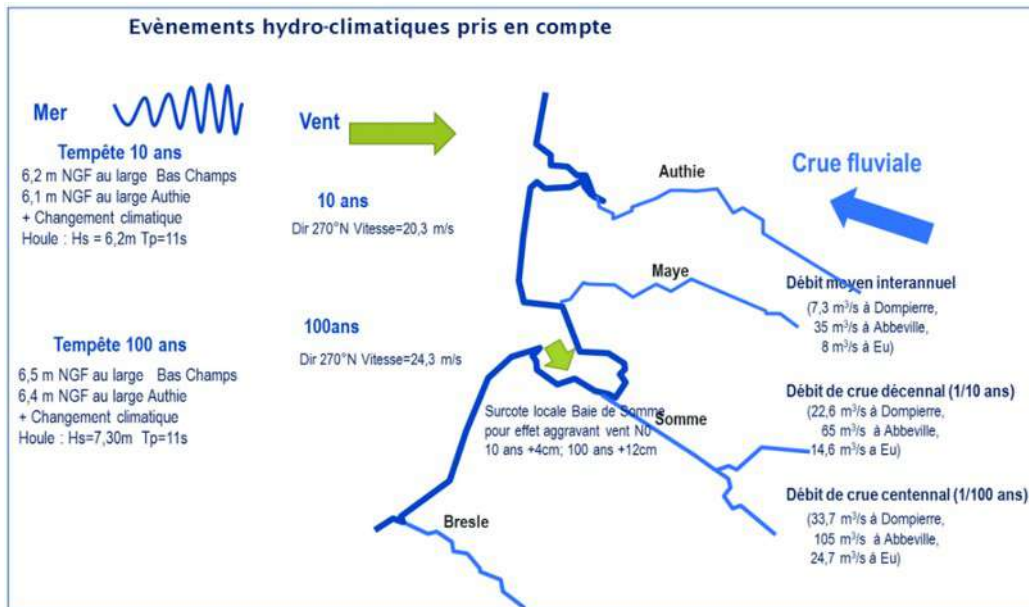 Evènements hydro-climatiques pris en compte
Mer
Tempête 10 ans
6,2 m NGF au large Bas Champs
6,1 m NGF au large Authie
+ Changement climatique
Houle : Hs = 6,2m Tp=11s
Tempête 100 ans
6,5 m NGF au large Bas Champs
6,4 m NGF au large Authie
+ Changement climatique
Houle : Hs=7,30m Tp=11s
Vent
10 ans
Dir 270°N Vitesse=20,3 m/s
100ans
Dir 270°N Vitesse=24,3 m/s
Authie
Maye
Surcote locale Baie de Somme
pour effet aggravant vent N0
10 ans +4cm; 100 ans +12cm
Somme
Bresle
Crue fluviale
Débit moyen interannuel
(7,3 m³/s à Dompierre,
35 m³/s à Abbeville,
8 m³/s à Eu)
Débit de crue décennal (1/10 ans)
(22,6 m³/s à Dompierre,
65 m³/s à Abbeville,
14,6 m³/s a Eu)
Débit de crue centennal (1/100 ans)
(33,7 m³/s à Dompierre,
105 m³/s à Abbeville,
24,7 m³/s à Eu)